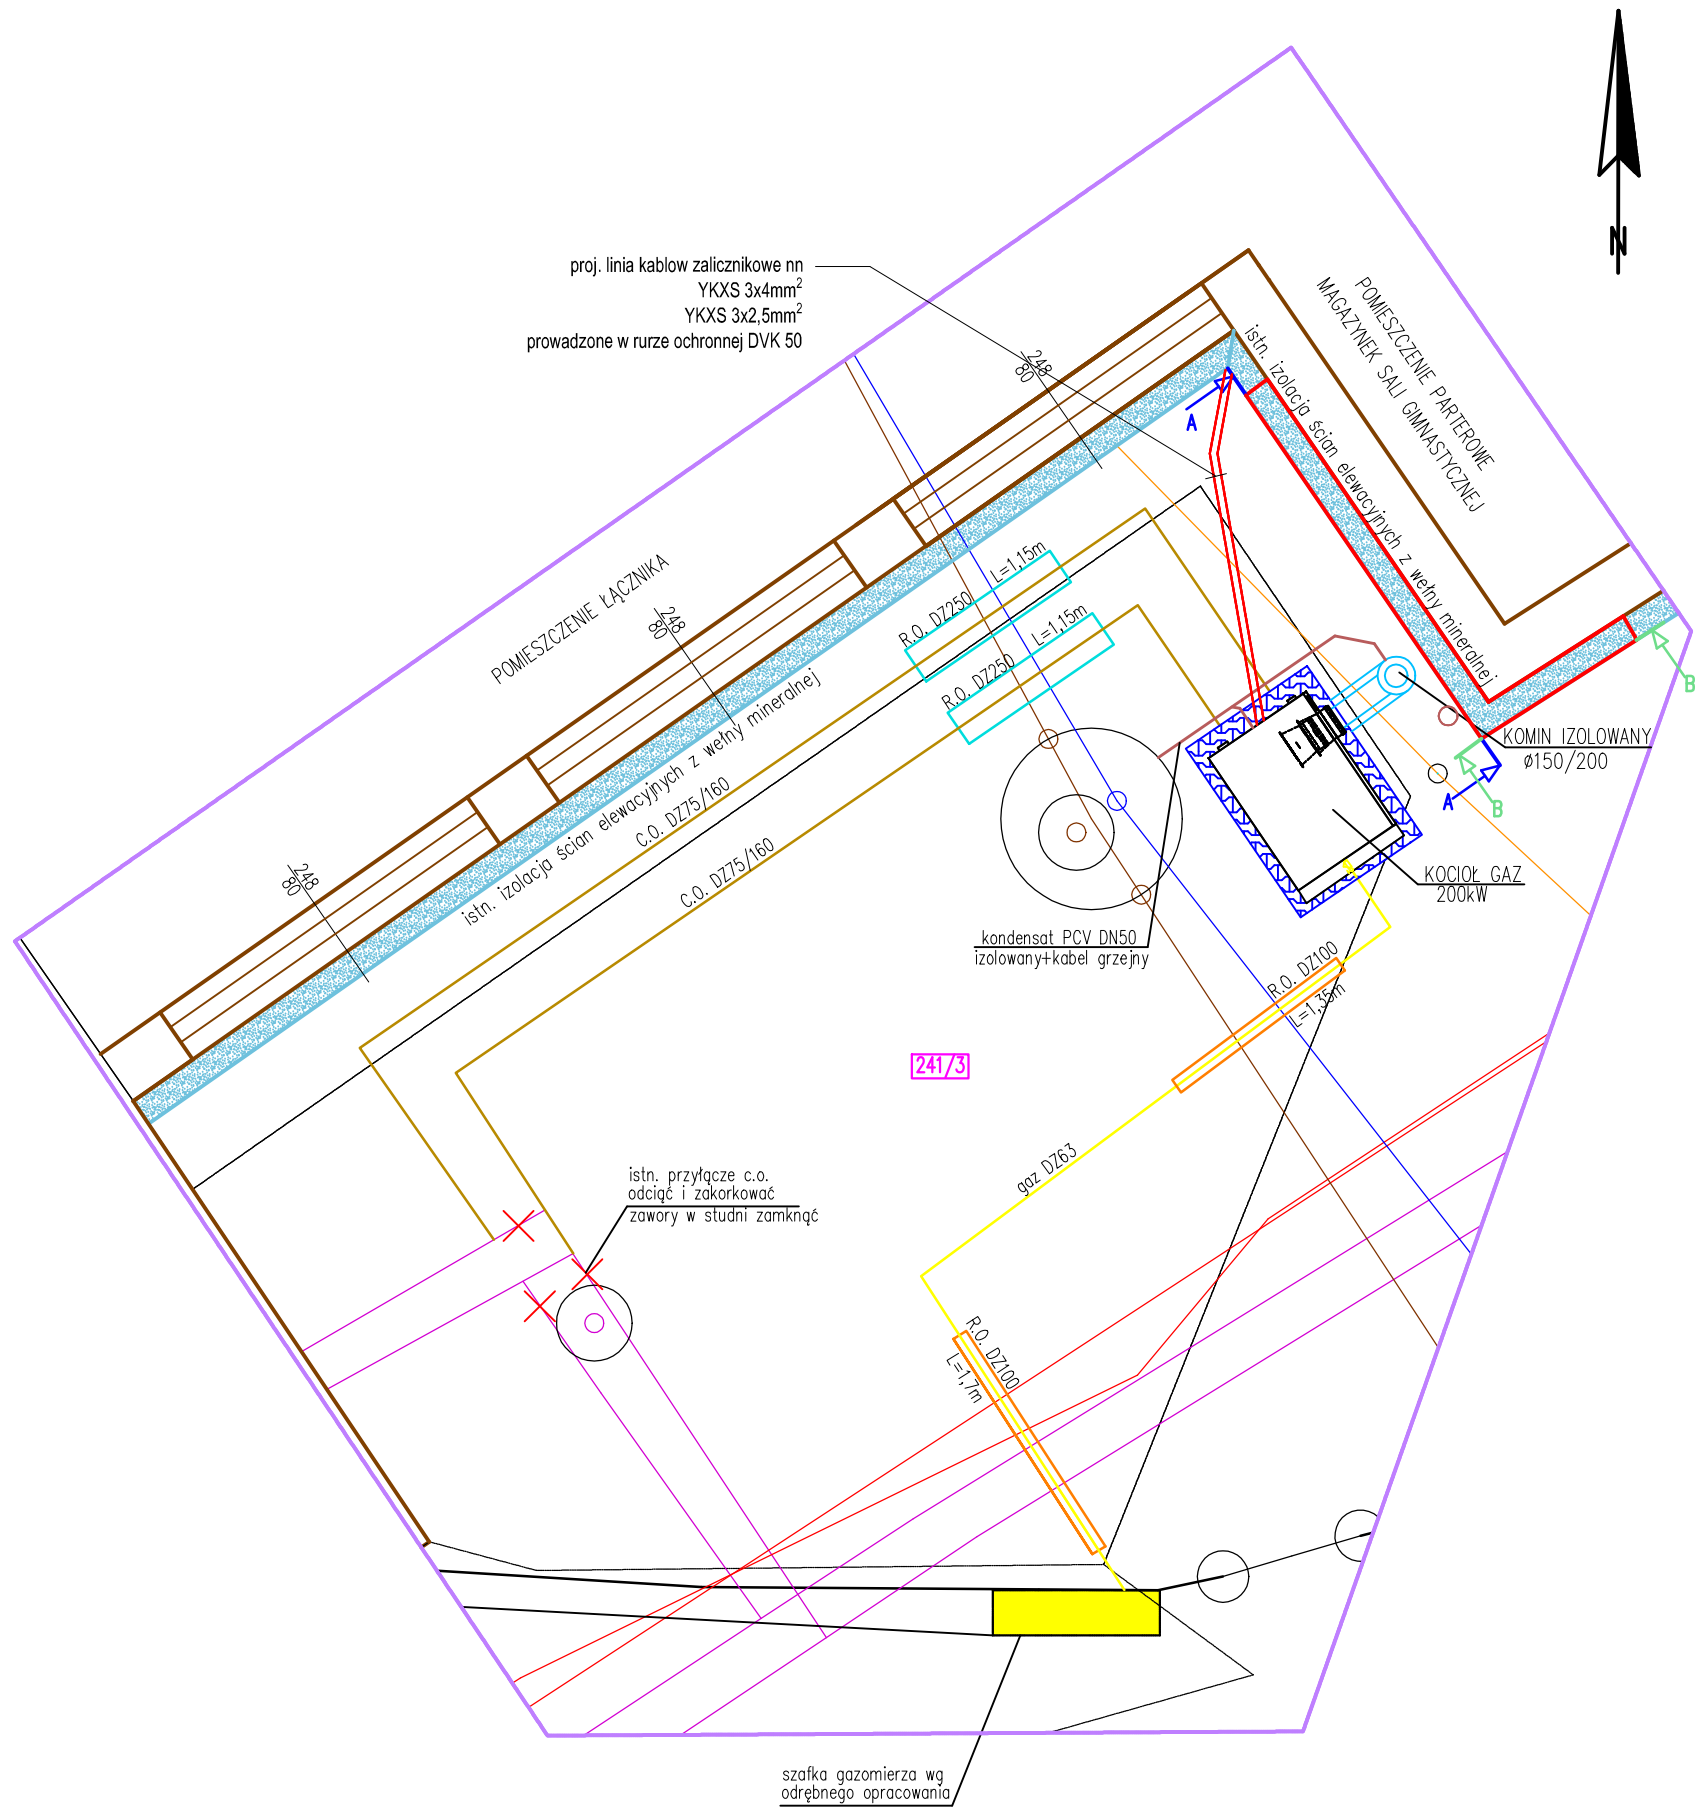 N
proj. linia kablow zalicznikowe nn
YKXS 3x4mm²
YKXS 3x2,5mm²
prowadzone w rurze ochronnej DVK 50
248
80
POMIESZCZENIE PARTEROWE
MAGAZYNEK SALI GIMNASTYCZNEJ
istn. izolacja ścian elewacyjnych z wełny mineralnej
A
POMIESZCZENIE ŁĄCZNIKA
248
80
R.O. DZ250
L=1,15m
R.O. DZ250
L=1,15m
B
KOMIN IZOLOWANY
ø150/200
A
B
C.O. DZ75/160
istn. izolacja ścian elewacyjnych z wełny mineralnej
C.O. DZ75/160
248
80
KOCIOŁ GAZ
200kW
kondensat PCV DN50
izolowany+kabel grzejny
R.O. DZ100
L=1,35m
241/3
gaz DZ63
istn. przyłącze c.o.
odciąć i zakorkować
zawory w studni zamknąć
R.O. DZ100
L=1,7m
szafka gazomierza wg
odrębnego opracowania